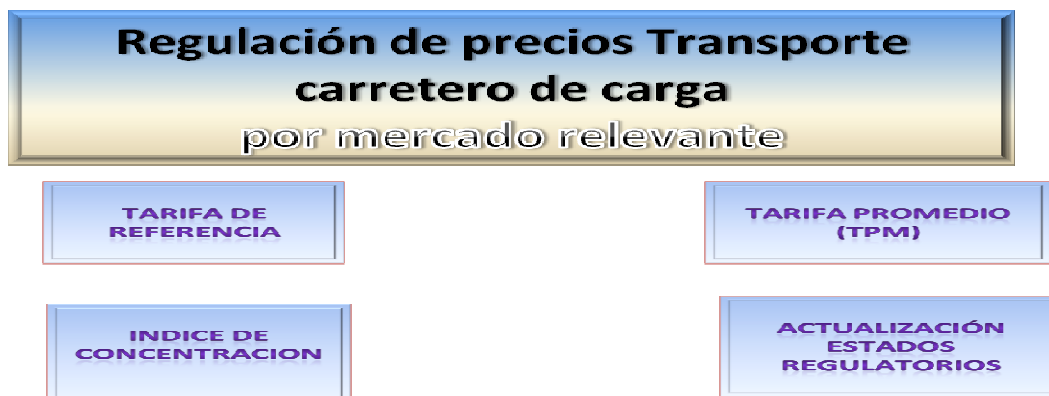 Regulación de precios Transporte
carretero de carga
por mercado relevante
TARIFA DE
REFERENCIA
TARIFA PROMEDIO
(TPM)
INDICE DE
CONCENTRACION
ACTUALIZACIÓN
ESTADOS
REGULATORIOS